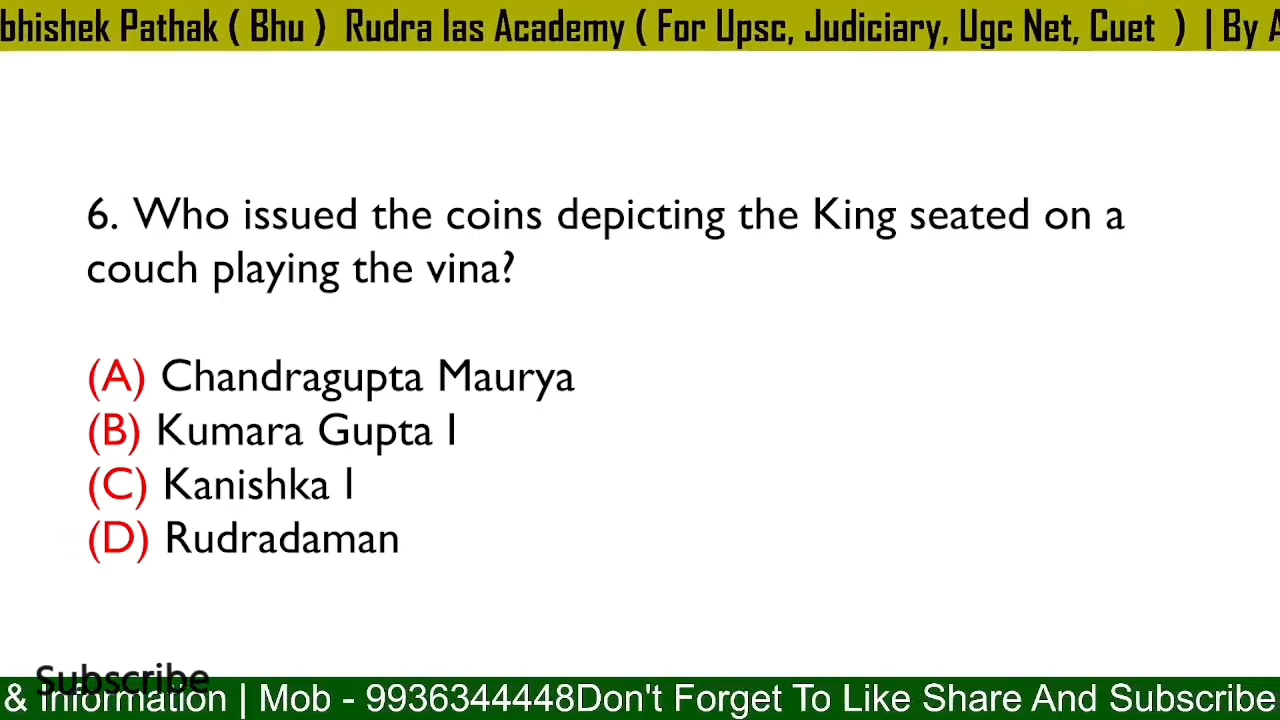 bhishek Pathak ( Bhu ) Rudra Ias Academy ( For Upsc, Judiciary, Ugc Net, Cuet ) | By A
6. Who issued the coins depicting the King seated on a
couch playing the vina?
(A) Chandragupta Maurya
(B) Kumara Gupta I
(C) Kanishka I
(D) Rudradaman
Subscribe
& Information | Mob - 9936344448Don't Forget To Like Share And Subscribe